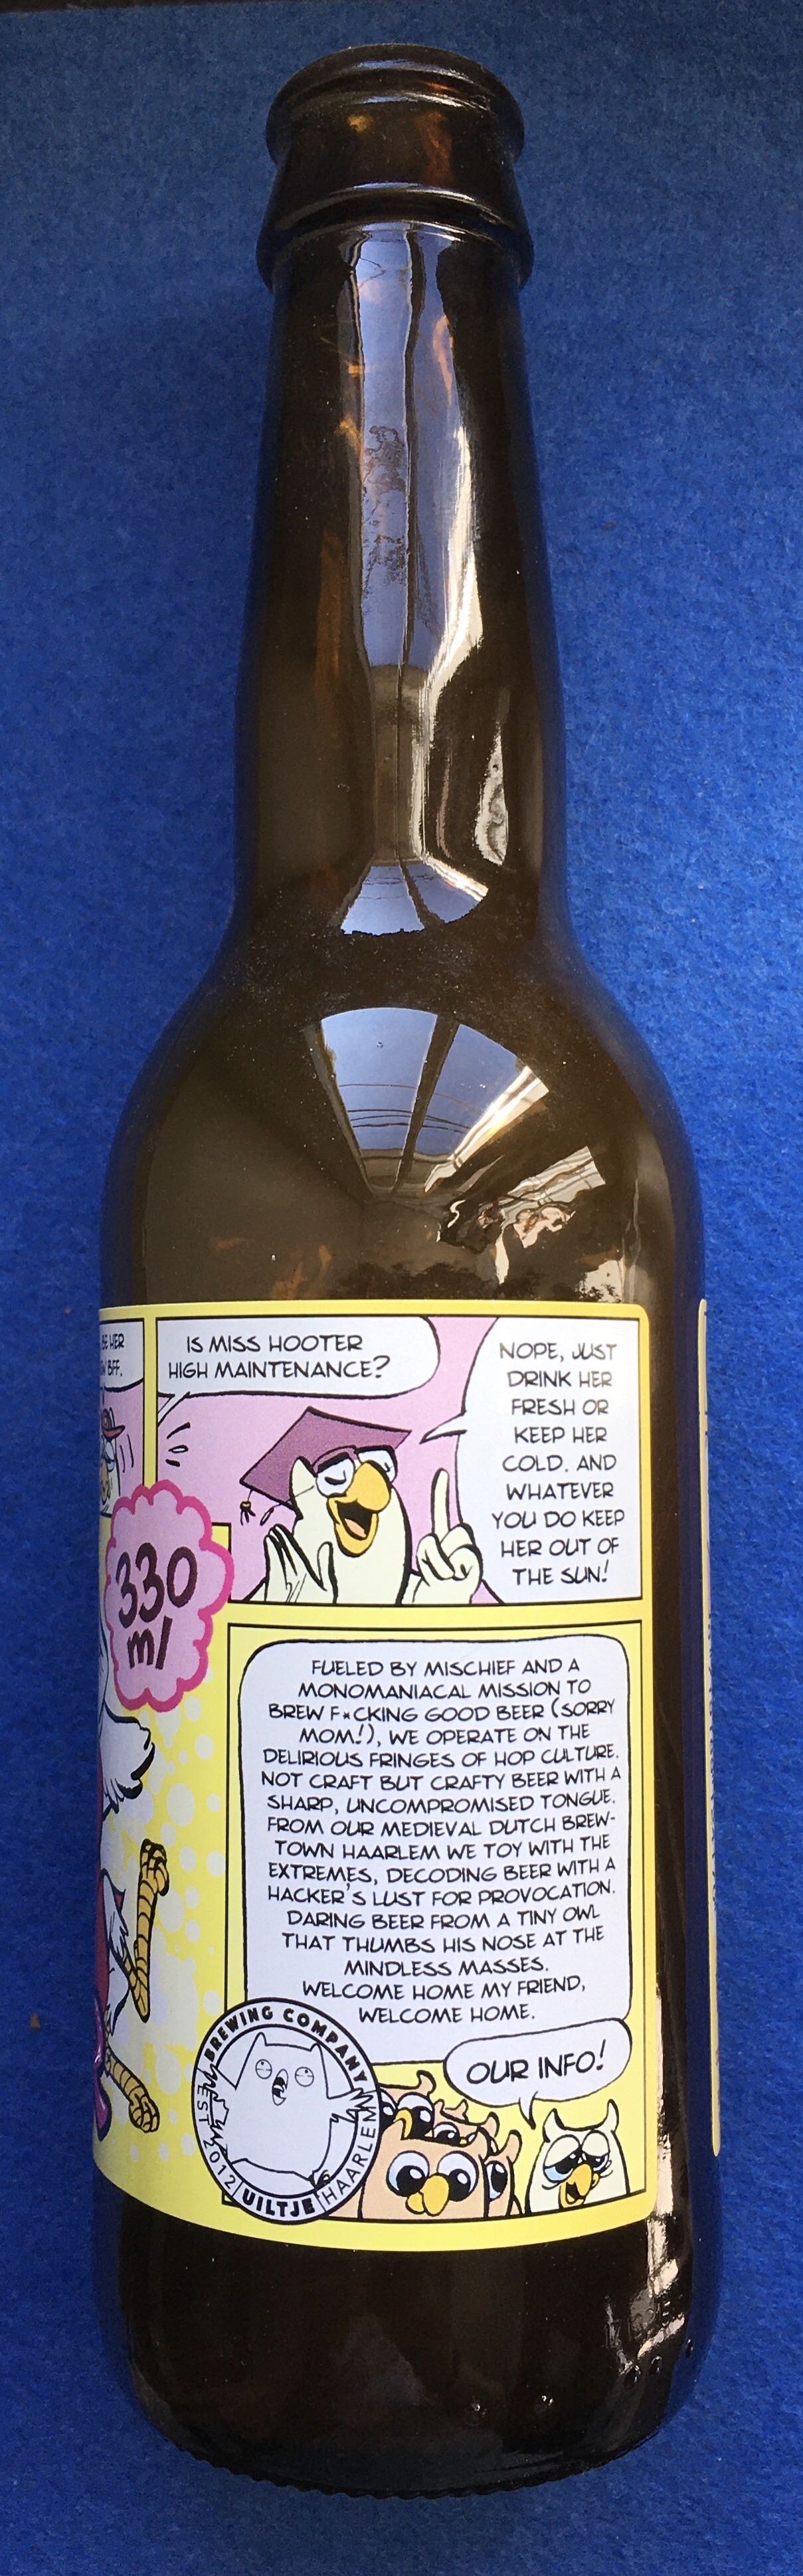 BE HER
BFF.
IS MISS HOOTER
HIGH MAINTENANCE?
NOPE, JUST
DRINK HER
FRESH OR
KEEP HER
COLD. AND
WHATEVER
YOU DO KEEP
HER OUT OF
THE SUN!
330
ml
FUELED BY MISCHIEF AND A
MONOMANIACAL MISSION TO
BREW F*CKING GOOD BEER (SORRY
MOM!), WE OPERATE ON THE
DELIRIOUS FRINGES OF HOP CULTURE.
NOT CRAFT BUT CRAFTY BEER WITH A
SHARP, UNCOMPROMISED TONGUE.
FROM OUR MEDIEVAL DUTCH BREW-
TOWN HAARLEM WE TOY WITH THE
EXTREMES, DECODING BEER WITH A
HACKER'S LUST FOR PROVOCATION.
DARING BEER FROM A TINY OWL
THAT THUMBS HIS NOSE AT THE
MINDLESS MASSES.
WELCOME HOME MY FRIEND,
WELCOME HOME.
OUR INFO!
BREWING COMPANY
EST 2012 UILTJE HAARLEM